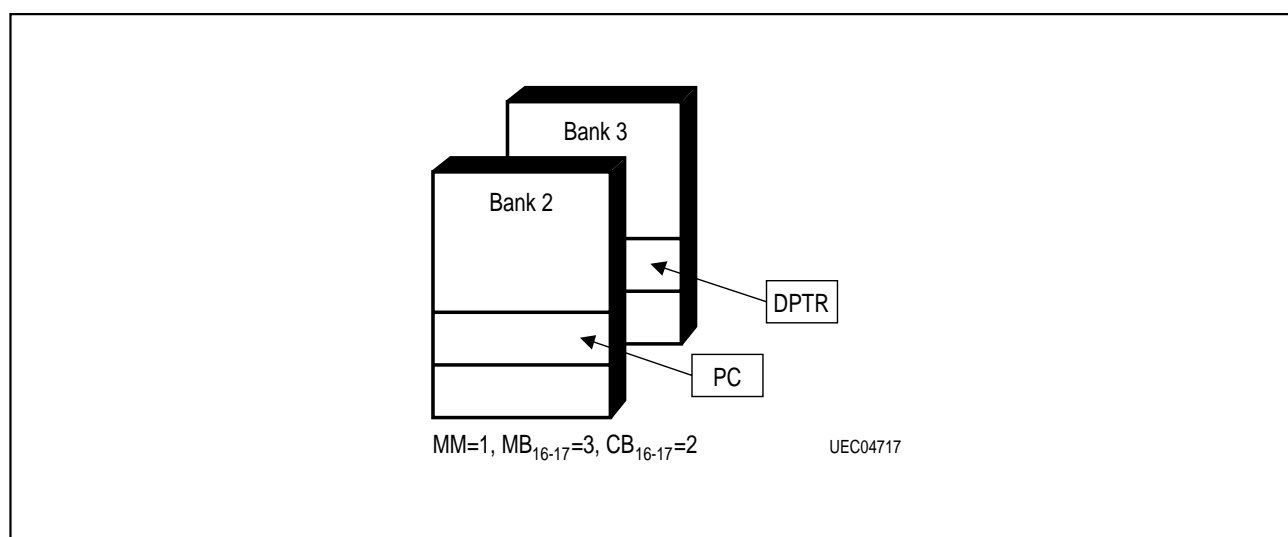 Bank 3
Bank 2
DPTR
PC
MM=1, MB16-17=3, CB16-17=2
UEC04717